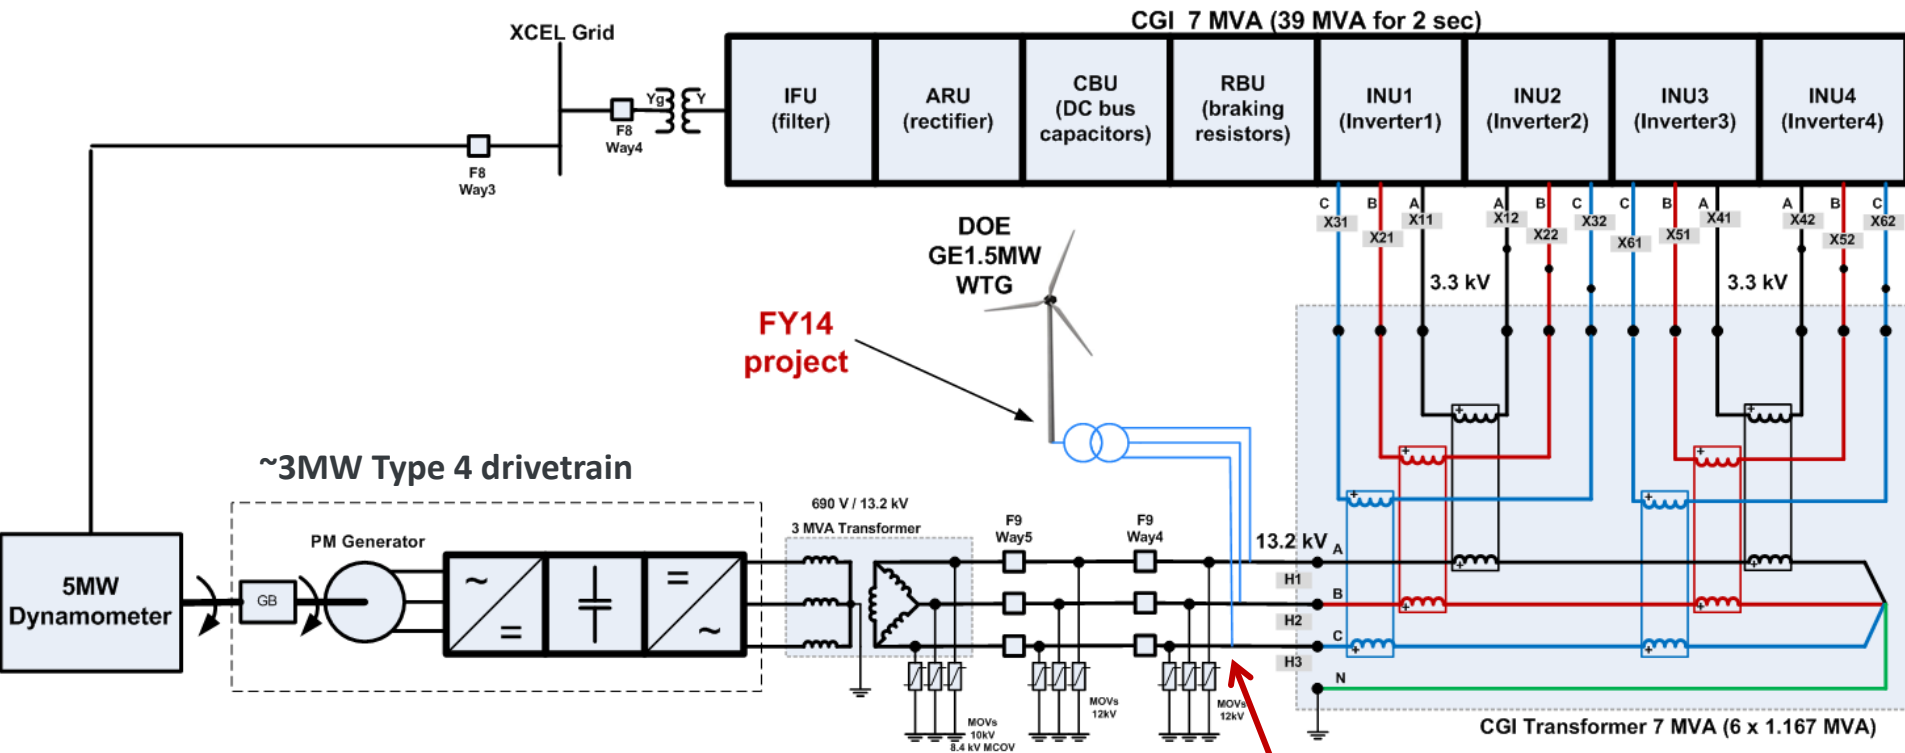 CGI 7 MVA (39 MVA for 2 sec)
XCEL Grid
IFU
(filter)
ARU
(rectifier)
CBU
(DC bus
capacitors)
RBU
(braking
resistors)
INU1
(Inverter1)
INU2
(Inverter2)
INU3
(Inverter3)
INU4
(Inverter4)
Yg
Y
F8
Way4
F8
Way3
C
B
A
A
B
C
C
B
A
A
B
C
X31
X21
X11
X12
X22
X32
X61
X51
X41
X42
X52
X62
3.3 kV
3.3 kV
DOE
GE1.5MW
WTG
FY14
project
~3MW Type 4 drivetrain
690 V / 13.2 kV
3 MVA Transformer
F9
Way5
F9
Way4
13.2 kV
PM Generator
5MW
Dynamometer
GB
~
=
=
~
A
H1
B
H2
C
H3
N
+
+
+
+
+
+
+
+
+
+
+
+
MOVs
10kV
8.4 kV MCOV
MOVs
12kV
MOVs
12kV
CGI Transformer 7 MVA (6 x 1.167 MVA)